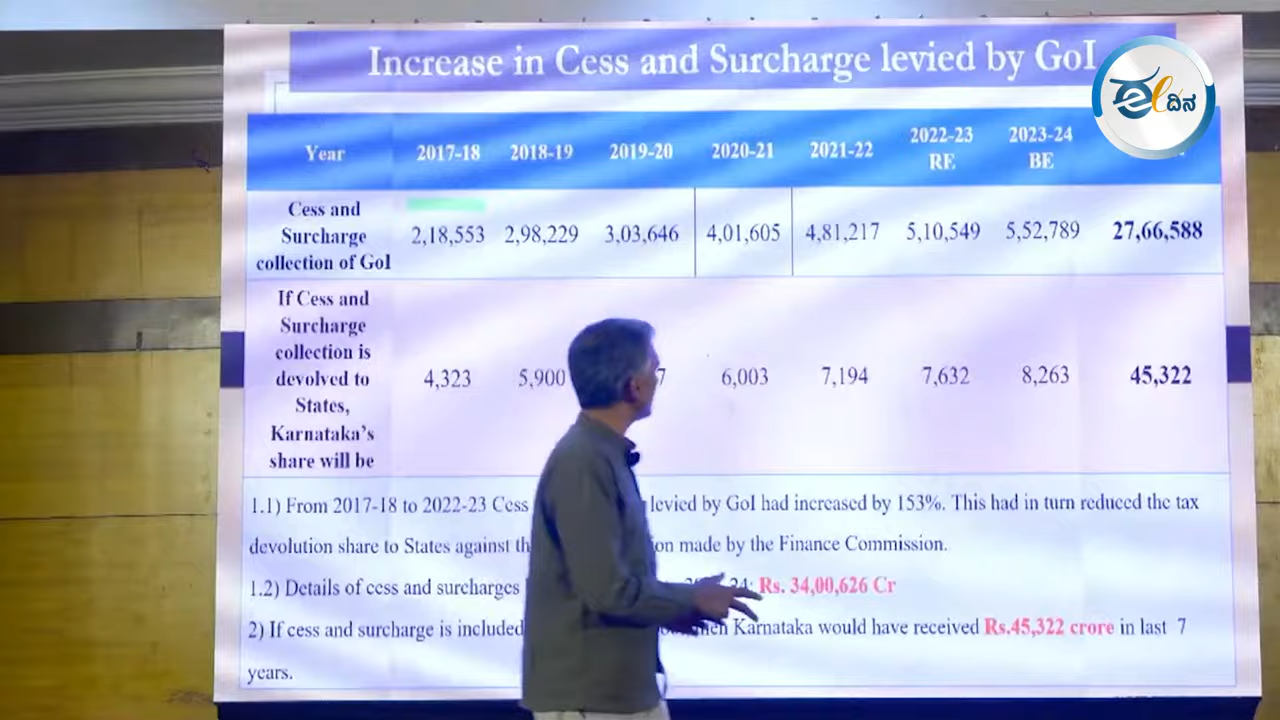 Increase in Cess and Surcharge levied by GoI
ಈ ದಿನ
Year 2017-18 2018-19 2019-20 2020-21 2021-22 2022-23 RE 2023-24 BE
Cess and Surcharge collection of GoI 2,18,553 2,98,229 3,03,646 4,01,605 4,81,217 5,10,549 5,52,789 27,66,588
If Cess and Surcharge collection is devolved to States, Karnataka's share will be 4,323 5,900 7 6,003 7,194 7,632 8,263 45,322
1.1) From 2017-18 to 2022-23 Cess levied by GoI had increased by 153%. This had in turn reduced the tax
devolution share to States against made by the Finance Commission.
1.2) Details of cess and surcharges Rs. 34,00,626 Cr
2) If cess and surcharge is included Karnataka would have received Rs.45,322 crore in last 7
years.